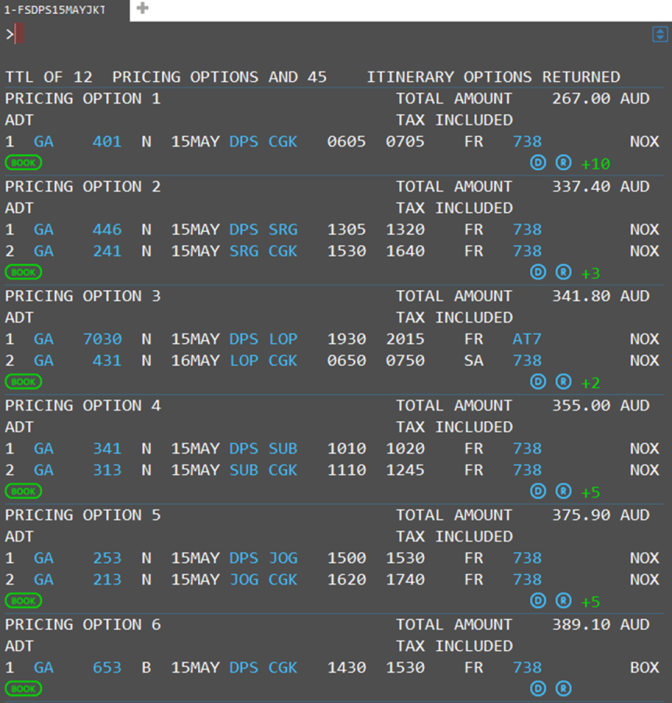 1-FSDPS15MAYJKT
>
TTL OF 12 PRICING OPTIONS AND 45 ITINERARY OPTIONS RETURNED
PRICING OPTION 1 TOTAL AMOUNT 267.00 AUD
ADT TAX INCLUDED
1 GA 401 N 15MAY DPS CGK 0605 0705 FR 738 NOX
BOOK D R +10
PRICING OPTION 2 TOTAL AMOUNT 337.40 AUD
ADT TAX INCLUDED
1 GA 446 N 15MAY DPS SRG 1305 1320 FR 738 NOX
2 GA 241 N 15MAY SRG CGK 1530 1640 FR 738 NOX
BOOK D R +3
PRICING OPTION 3 TOTAL AMOUNT 341.80 AUD
ADT TAX INCLUDED
1 GA 7030 N 15MAY DPS LOP 1930 2015 FR AT7 NOX
2 GA 431 N 16MAY LOP CGK 0650 0750 SA 738 NOX
BOOK D R +2
PRICING OPTION 4 TOTAL AMOUNT 355.00 AUD
ADT TAX INCLUDED
1 GA 341 N 15MAY DPS SUB 1010 1020 FR 738 NOX
2 GA 313 N 15MAY SUB CGK 1110 1245 FR 738 NOX
BOOK D R +5
PRICING OPTION 5 TOTAL AMOUNT 375.90 AUD
ADT TAX INCLUDED
1 GA 253 N 15MAY DPS JOG 1500 1530 FR 738 NOX
2 GA 213 N 15MAY JOG CGK 1620 1740 FR 738 NOX
BOOK D R +5
PRICING OPTION 6 TOTAL AMOUNT 389.10 AUD
ADT TAX INCLUDED
1 GA 653 B 15MAY DPS CGK 1430 1530 FR 738 BOX
BOOK D R